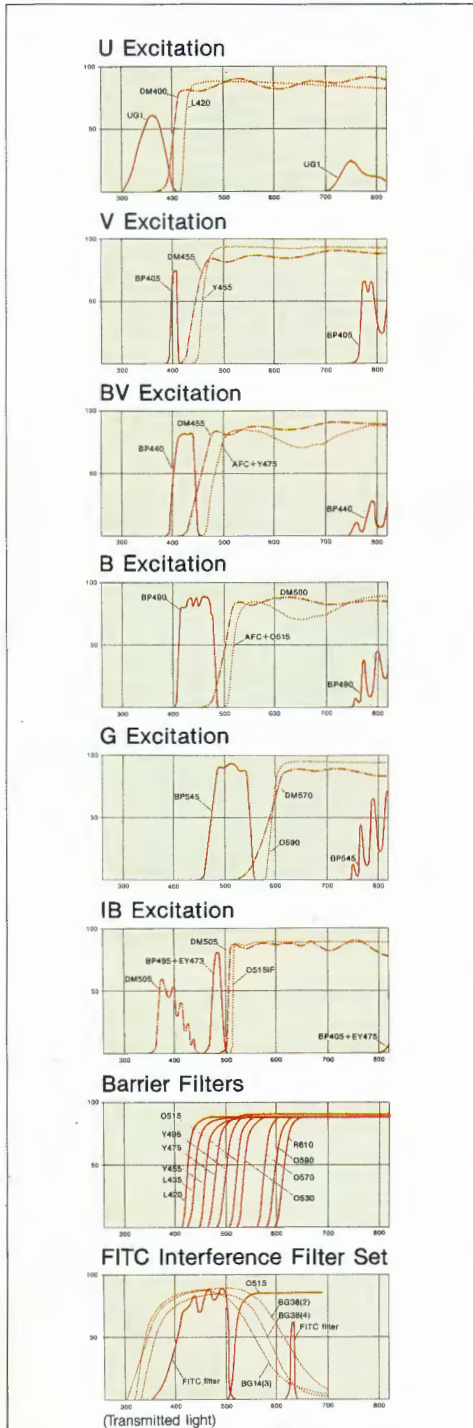 U Excitation
100
DM400
L420
UG1
50
UG1
300 400 500 600 700 800
V Excitation
100
DM455
BP405
Y455
50
BP405
300 400 500 600 700 800
BV Excitation
100
DM455
BP440
AFC+Y475
50
BP440
300 400 500 600 700 800
B Excitation
100
BP490
DM500
AFC+O515
50
BP490
300 400 500 600 700 800
G Excitation
100
BP545
DM570
50
O590
BP545
300 400 500 600 700 800
IB Excitation
100
DM505
BP495+EY473
O515IF
DM505
50
BP405+EY475
300 400 500 600 700 800
Barrier Filters
100
O515
Y495
Y475
R610
O590
50
Y455
O570
L435
O530
L420
300 400 500 600 700 800
FITC Interference Filter Set
100
O515
BG38(2)
BG38(4)
FITC filter
50
FITC filter
BG14(3)
300 400 500 600 700 800
(Transmitted light)